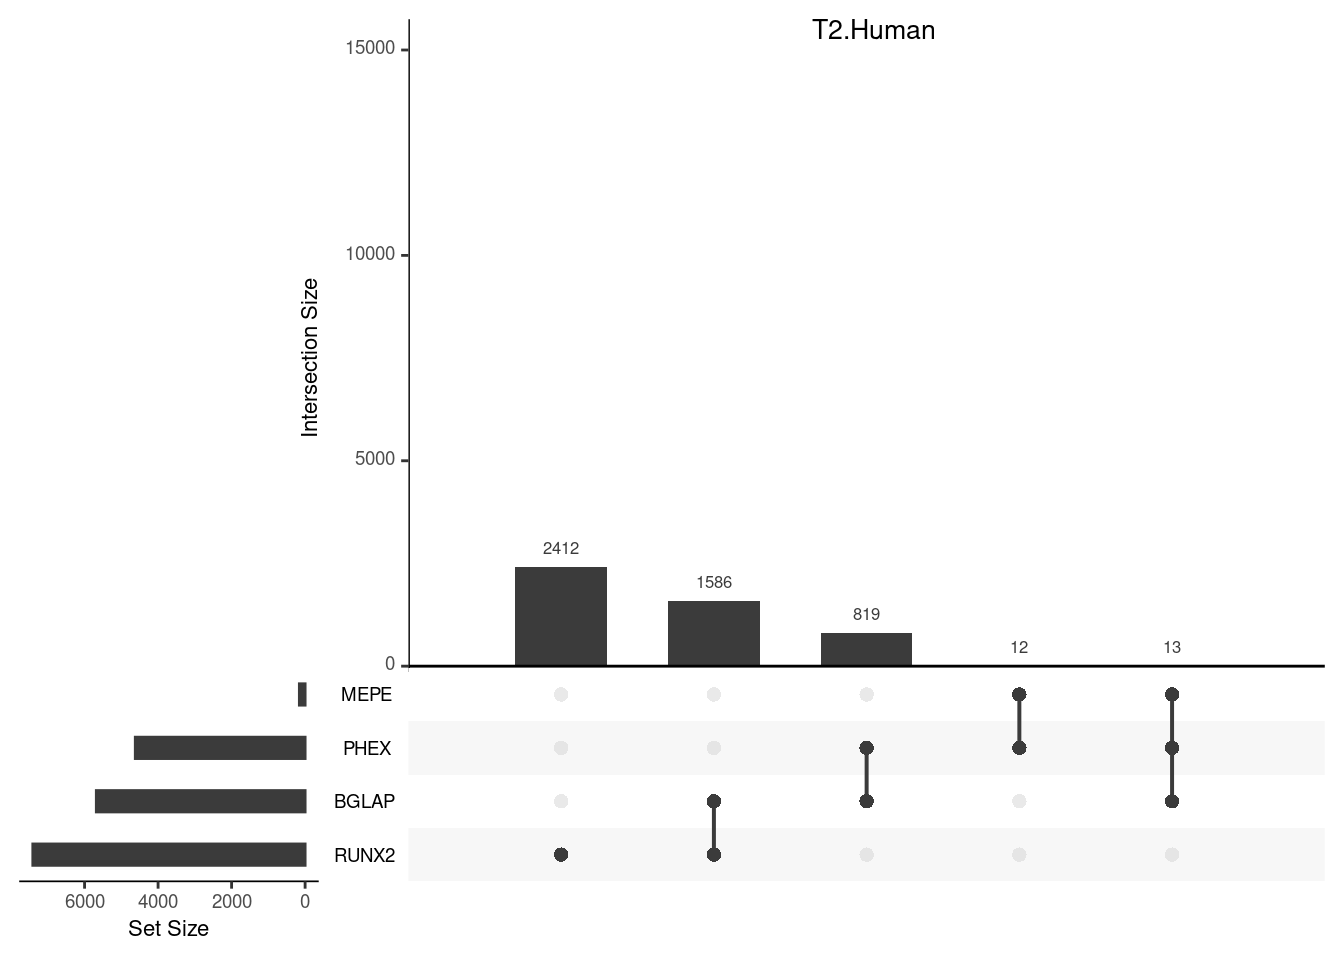 T2.Human
15000
10000
5000
0
Intersection Size
2412
1586
819
12
13
MEPE
PHEX
BGLAP
RUNX2
6000 4000 2000 0
Set Size